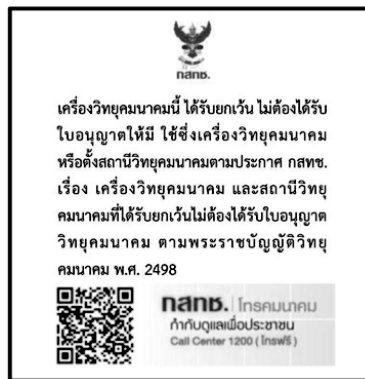 กสทช.
เครื่องวิทยุคมนาคมนี้ ได้รับยกเว้น ไม่ต้องได้รับ
ใบอนุญาตให้มี ใช้ซึ่งเครื่องวิทยุคมนาคม
หรือตั้งสถานีวิทยุคมนาคมตามประกาศ กสทช.
เรื่อง เครื่องวิทยุคมนาคม และสถานีวิทยุ
คมนาคมที่ได้รับยกเว้นไม่ต้องได้รับใบอนุญาต
วิทยุคมนาคม ตามพระราชบัญญัติวิทยุ
คมนาคม พ.ศ. 2498
กสทช. | โทรคมนาคม
กำกับดูแลเพื่อประชาชน
Call Center 1200 ( โทรฟรี )